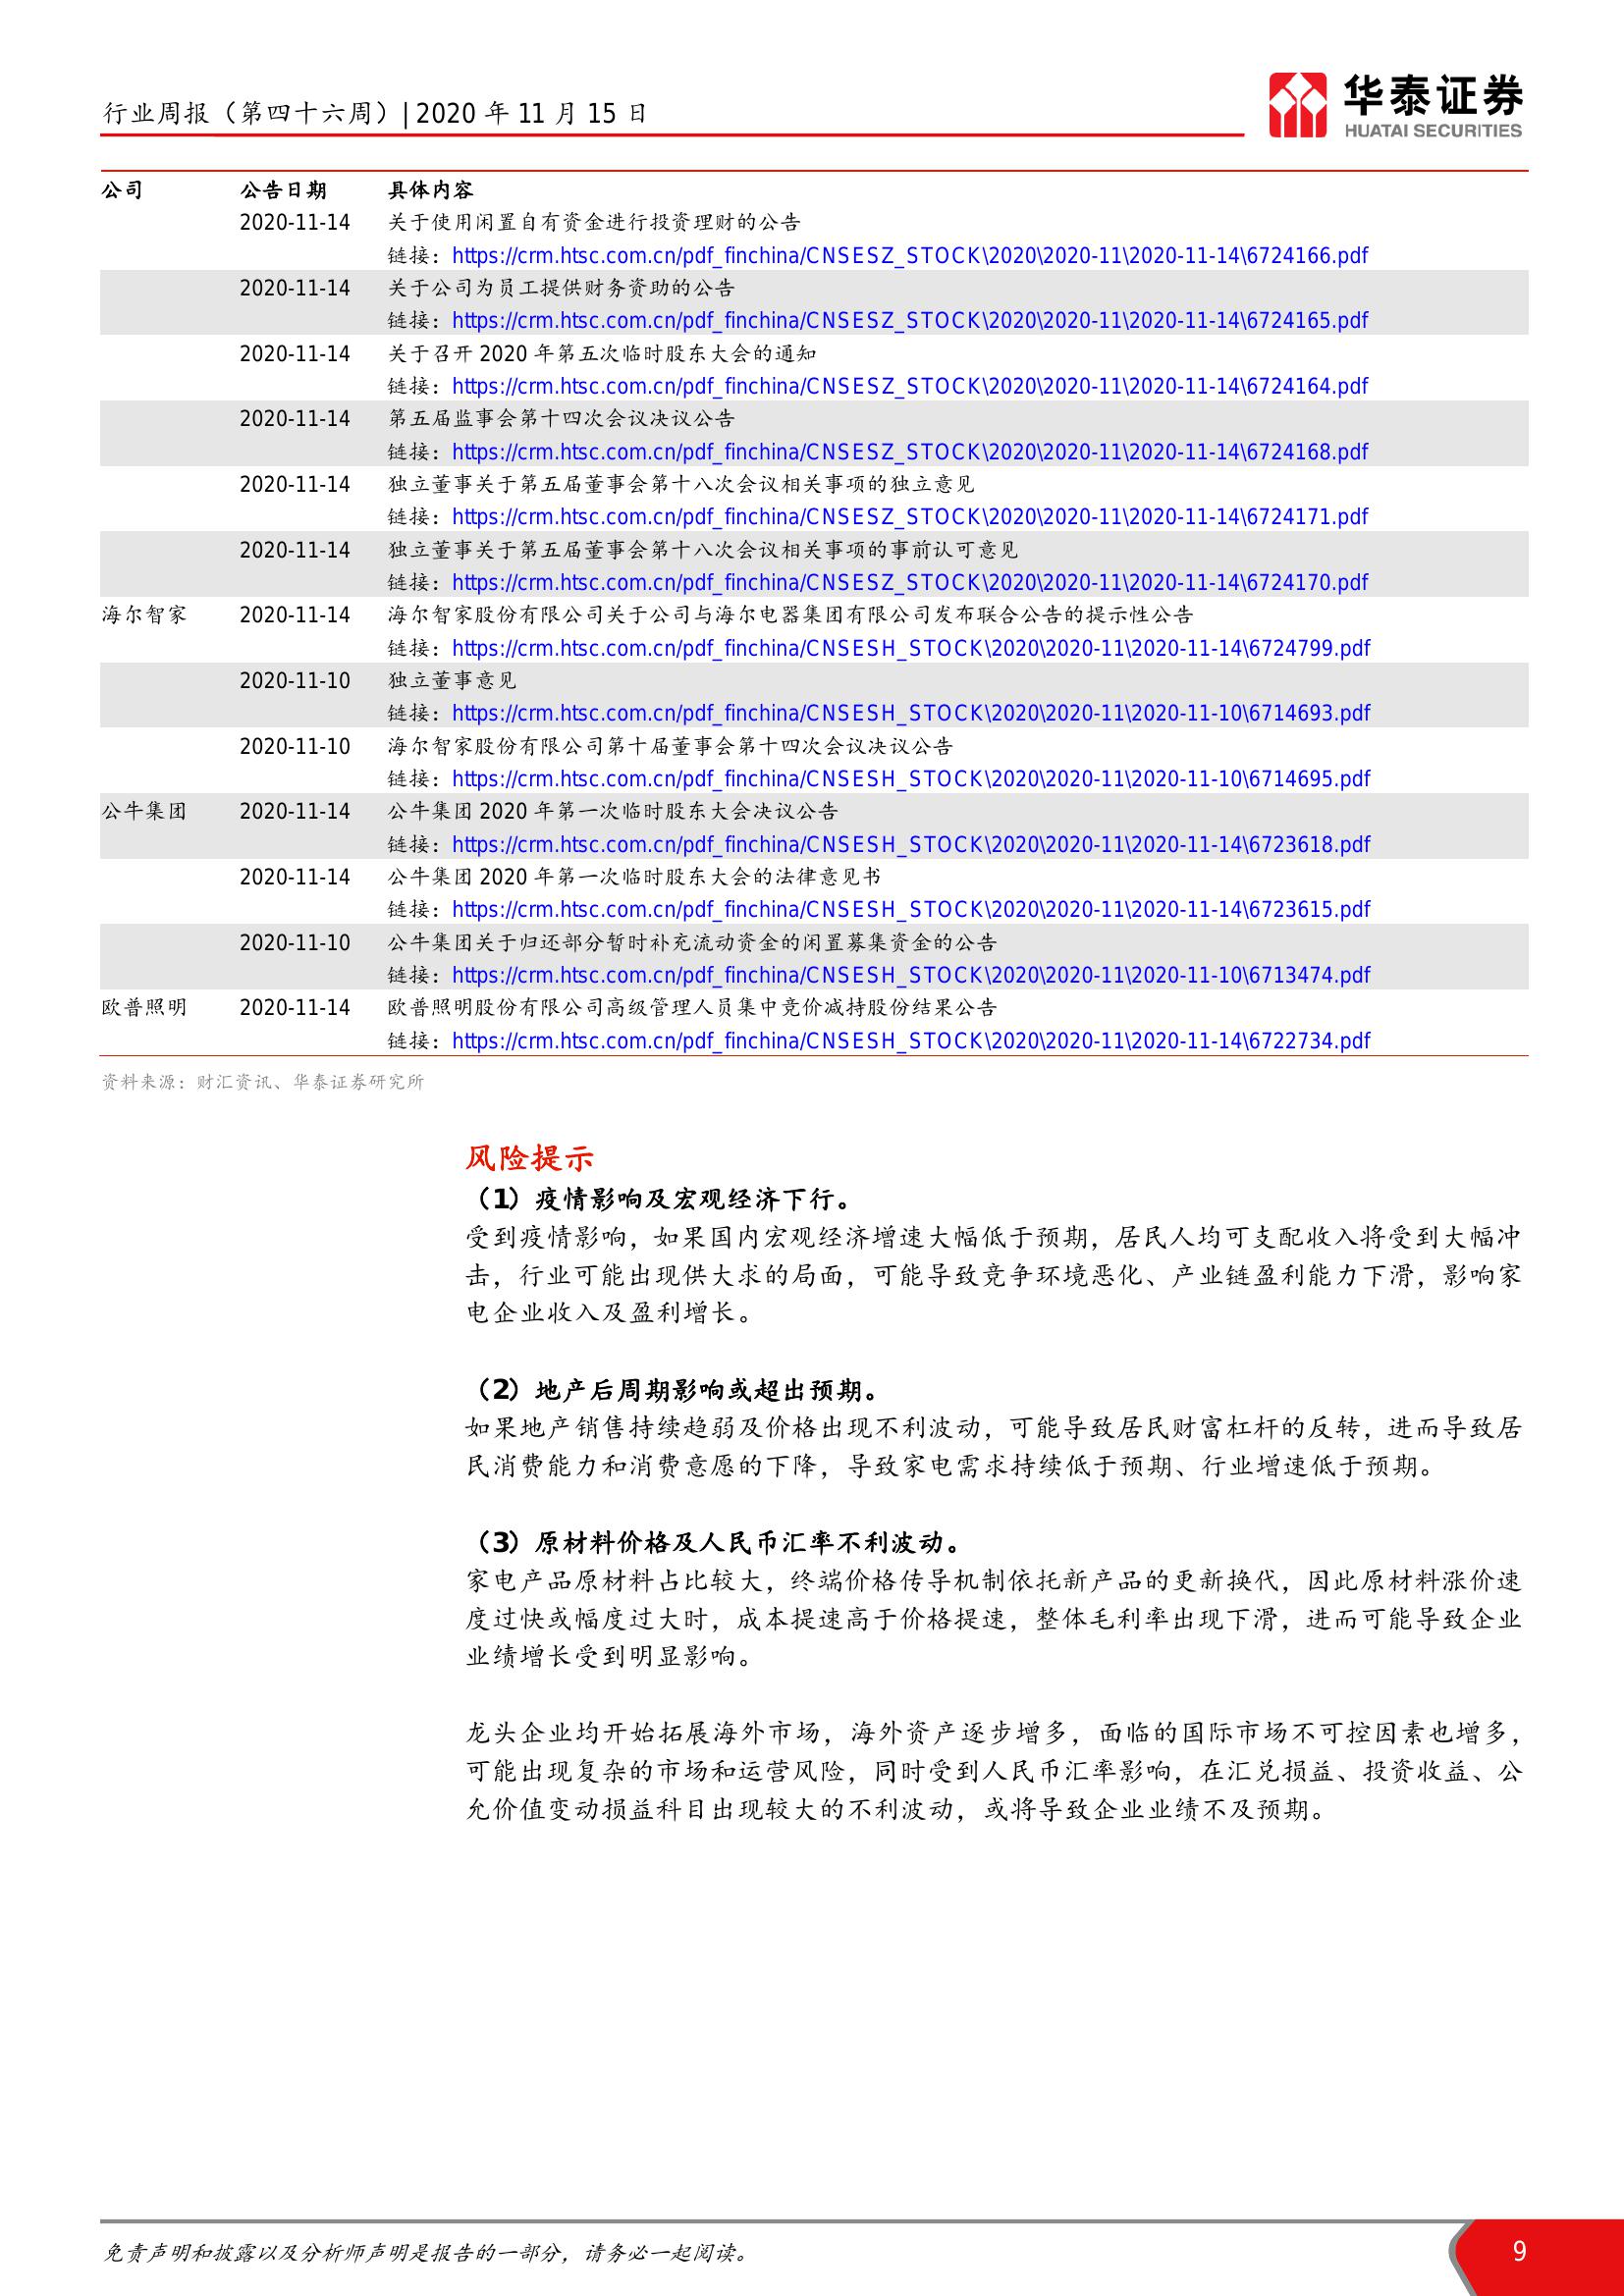 行业周报（第四十六周）| 2020 年 11 月 15 日
华泰证券
HUATAI SECURITIES
公司 公告日期 具体内容
2020-11-14 关于使用闲置自有资金进行投资理财的公告
链接：https://crm.htsc.com.cn/pdf_finchina/CNSESZ_STOCK\2020\2020-11\2020-11-14\6724166.pdf
2020-11-14 关于公司为员工提供财务资助的公告
链接：https://crm.htsc.com.cn/pdf_finchina/CNSESZ_STOCK\2020\2020-11\2020-11-14\6724165.pdf
2020-11-14 关于召开 2020 年第五次临时股东大会的通知
链接：https://crm.htsc.com.cn/pdf_finchina/CNSESZ_STOCK\2020\2020-11\2020-11-14\6724164.pdf
2020-11-14 第五届监事会第十四次会议决议公告
链接：https://crm.htsc.com.cn/pdf_finchina/CNSESZ_STOCK\2020\2020-11\2020-11-14\6724168.pdf
2020-11-14 独立董事关于第五届董事会第十八次会议相关事项的独立意见
链接：https://crm.htsc.com.cn/pdf_finchina/CNSESZ_STOCK\2020\2020-11\2020-11-14\6724171.pdf
2020-11-14 独立董事关于第五届董事会第十八次会议相关事项的事前认可意见
链接：https://crm.htsc.com.cn/pdf_finchina/CNSESZ_STOCK\2020\2020-11\2020-11-14\6724170.pdf
海尔智家 2020-11-14 海尔智家股份有限公司关于公司与海尔电器集团有限公司发布联合公告的提示性公告
链接：https://crm.htsc.com.cn/pdf_finchina/CNSESH_STOCK\2020\2020-11\2020-11-14\6724799.pdf
2020-11-10 独立董事意见
链接：https://crm.htsc.com.cn/pdf_finchina/CNSESH_STOCK\2020\2020-11\2020-11-10\6714693.pdf
2020-11-10 海尔智家股份有限公司第十届董事会第十四次会议决议公告
链接：https://crm.htsc.com.cn/pdf_finchina/CNSESH_STOCK\2020\2020-11\2020-11-10\6714695.pdf
公牛集团 2020-11-14 公牛集团 2020 年第一次临时股东大会决议公告
链接：https://crm.htsc.com.cn/pdf_finchina/CNSESH_STOCK\2020\2020-11\2020-11-14\6723618.pdf
2020-11-14 公牛集团 2020 年第一次临时股东大会的法律意见书
链接：https://crm.htsc.com.cn/pdf_finchina/CNSESH_STOCK\2020\2020-11\2020-11-14\6723615.pdf
2020-11-10 公牛集团关于归还部分暂时补充流动资金的闲置募集资金的公告
链接：https://crm.htsc.com.cn/pdf_finchina/CNSESH_STOCK\2020\2020-11\2020-11-10\6713474.pdf
欧普照明 2020-11-14 欧普照明股份有限公司高级管理人员集中竞价减持股份结果公告
链接：https://crm.htsc.com.cn/pdf_finchina/CNSESH_STOCK\2020\2020-11\2020-11-14\6722734.pdf
资料来源：财汇资讯、华泰证券研究所
风险提示
（1）疫情影响及宏观经济下行。
受到疫情影响，如果国内宏观经济增速大幅低于预期，居民人均可支配收入将受到大幅冲
击，行业可能出现供大求的局面，可能导致竞争环境恶化、产业链盈利能力下滑，影响家
电企业收入及盈利增长。
（2）地产后周期影响或超出预期。
如果地产销售持续趋弱及价格出现不利波动，可能导致居民财富杠杆的反转，进而导致居
民消费能力和消费意愿的下降，导致家电需求持续低于预期、行业增速低于预期。
（3）原材料价格及人民币汇率不利波动。
家电产品原材料占比较大，终端价格传导机制依托新产品的更新换代，因此原材料涨价速
度过快或幅度过大时，成本提速高于价格提速，整体毛利率出现下滑，进而可能导致企业
业绩增长受到明显影响。
龙头企业均开始拓展海外市场，海外资产逐步增多，面临的国际市场不可控因素也增多，
可能出现复杂的市场和运营风险，同时受到人民币汇率影响，在汇兑损益、投资收益、公
允价值变动损益科目出现较大的不利波动，或将导致企业业绩不及预期。
免责声明和披露以及分析师声明是报告的一部分，请务必一起阅读。
9